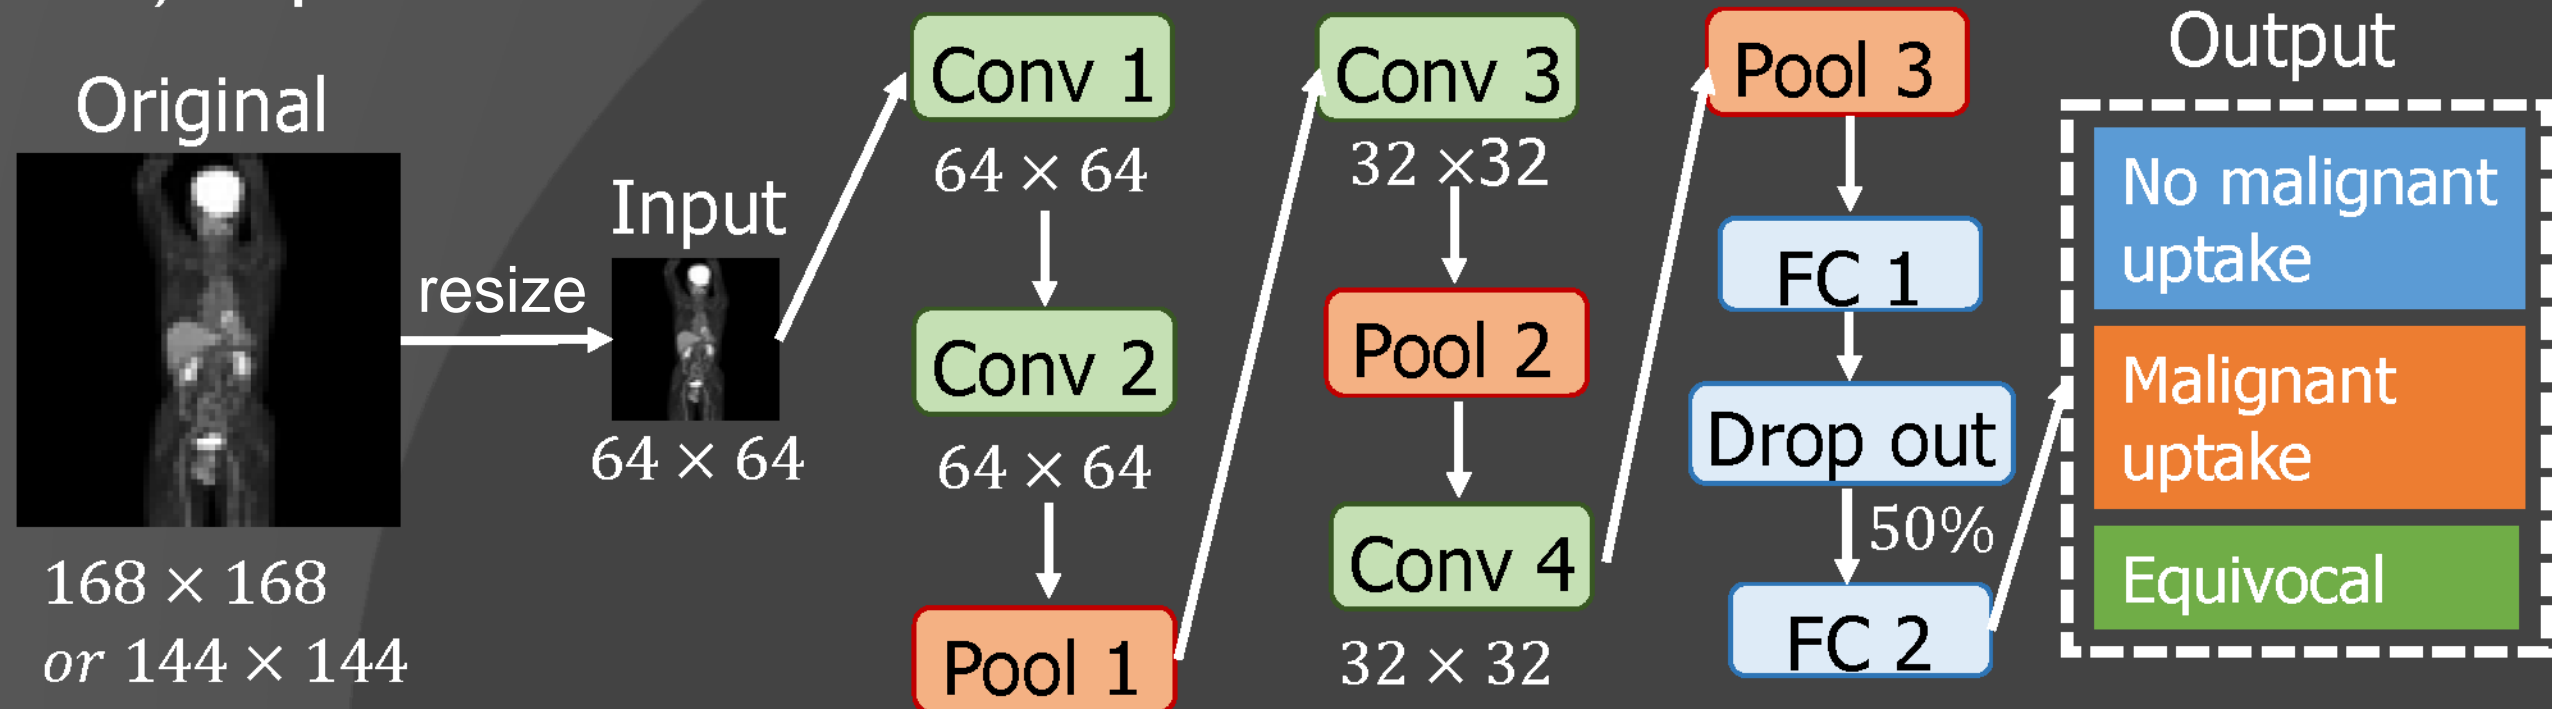 Original
168 × 168
or 144 × 144
resize
Input
64 × 64
Conv 1
64 × 64
Conv 2
64 × 64
Pool 1
Conv 3
32 ×32
Pool 2
Conv 4
32 × 32
Pool 3
FC 1
Drop out
50%
FC 2
Output
No malignant
uptake
Malignant
uptake
Equivocal